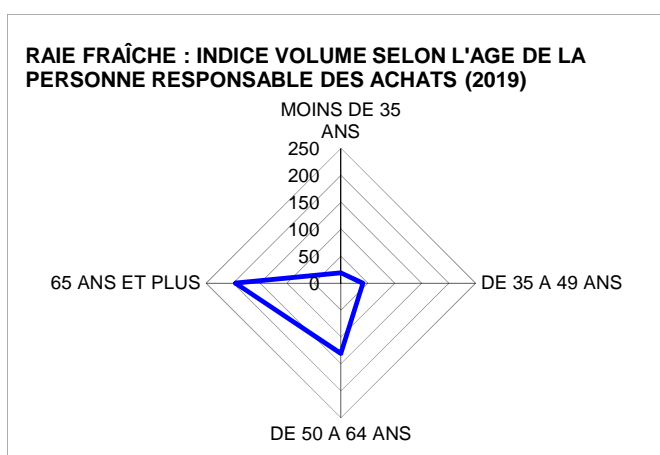 RAIE FRAÎCHE : INDICE VOLUME SELON L'AGE DE LA
PERSONNE RESPONSABLE DES ACHATS (2019)
MOINS DE 35
ANS
250
200
150
100
50
0
65 ANS ET PLUS
DE 35 A 49 ANS
DE 50 A 64 ANS